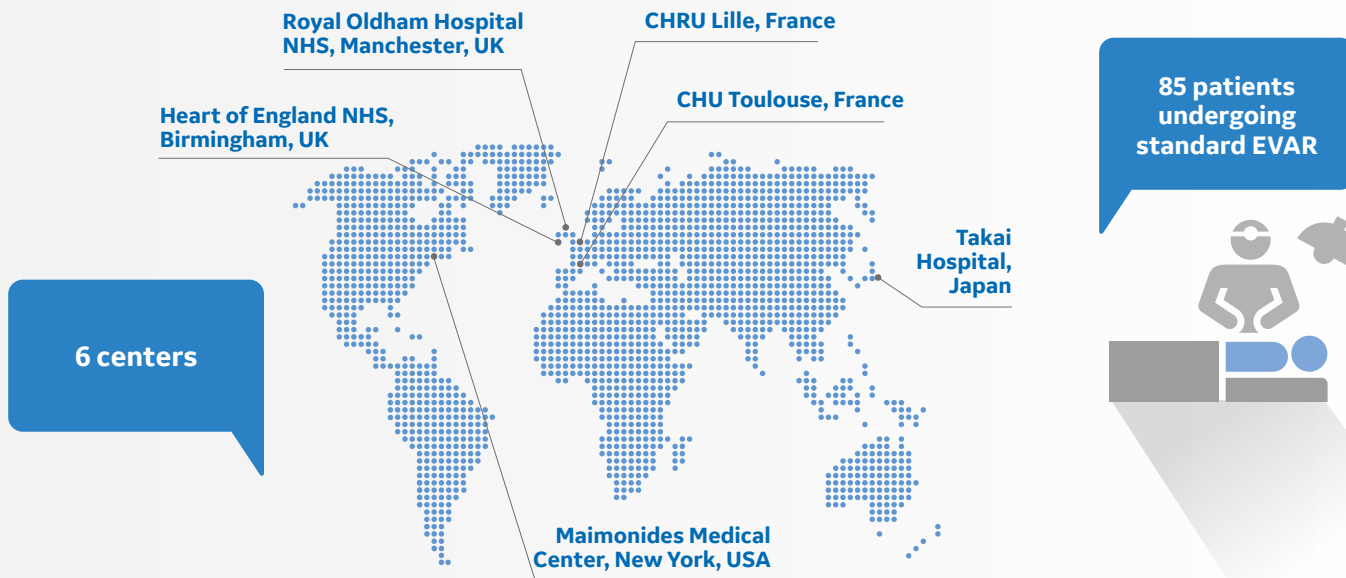 Royal Oldham Hospital
NHS, Manchester, UK
CHRU Lille, France
CHU Toulouse, France
Heart of England NHS,
Birmingham, UK
85 patients
undergoing
standard EVAR
Takai
Hospital,
Japan
6 centers
Maimonides Medical
Center, New York, USA